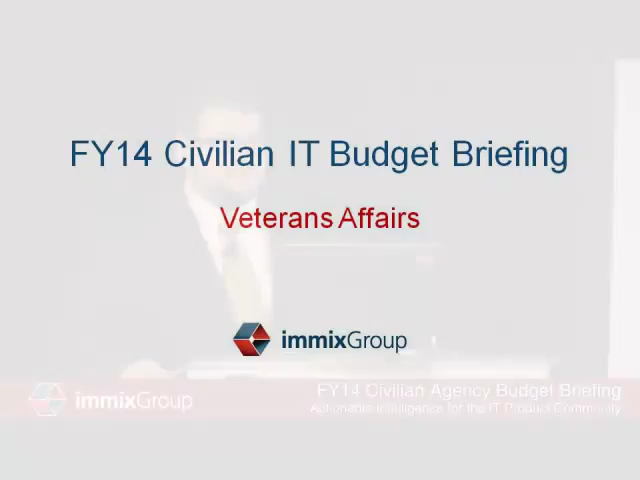 FY14 Civilian IT Budget Briefing
Veterans Affairs
immixGroup
immixGroup
FY14 Civilian Agency Budget Briefing
Actionable Intelligence for the IT Product Community